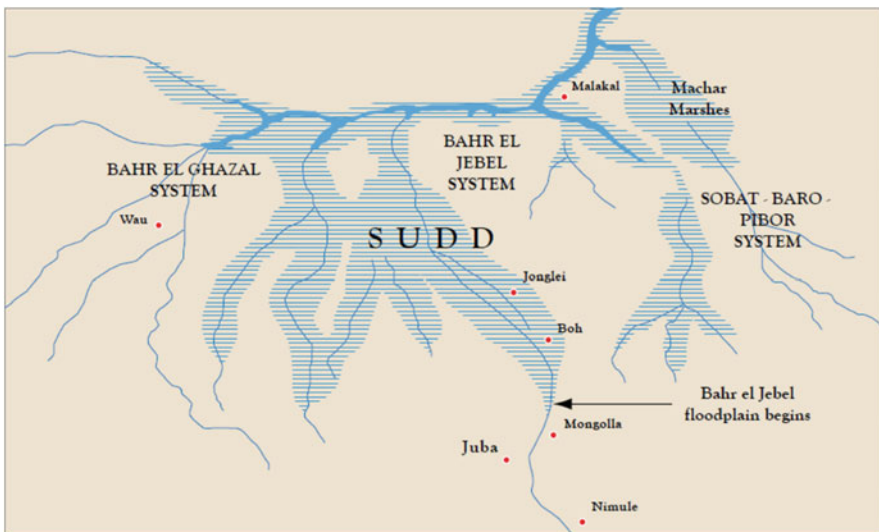 Malakal
Machar
Marshes
BAHR EL
JEBEL
SYSTEM
BAHR EL GHAZAL
SYSTEM
SOBAT - BARO -
PIBOR
SYSTEM
Wau
SUDD
Jonglei
Boh
Bahr el Jebel
floodplain begins
Mongolla
Juba
Nimule